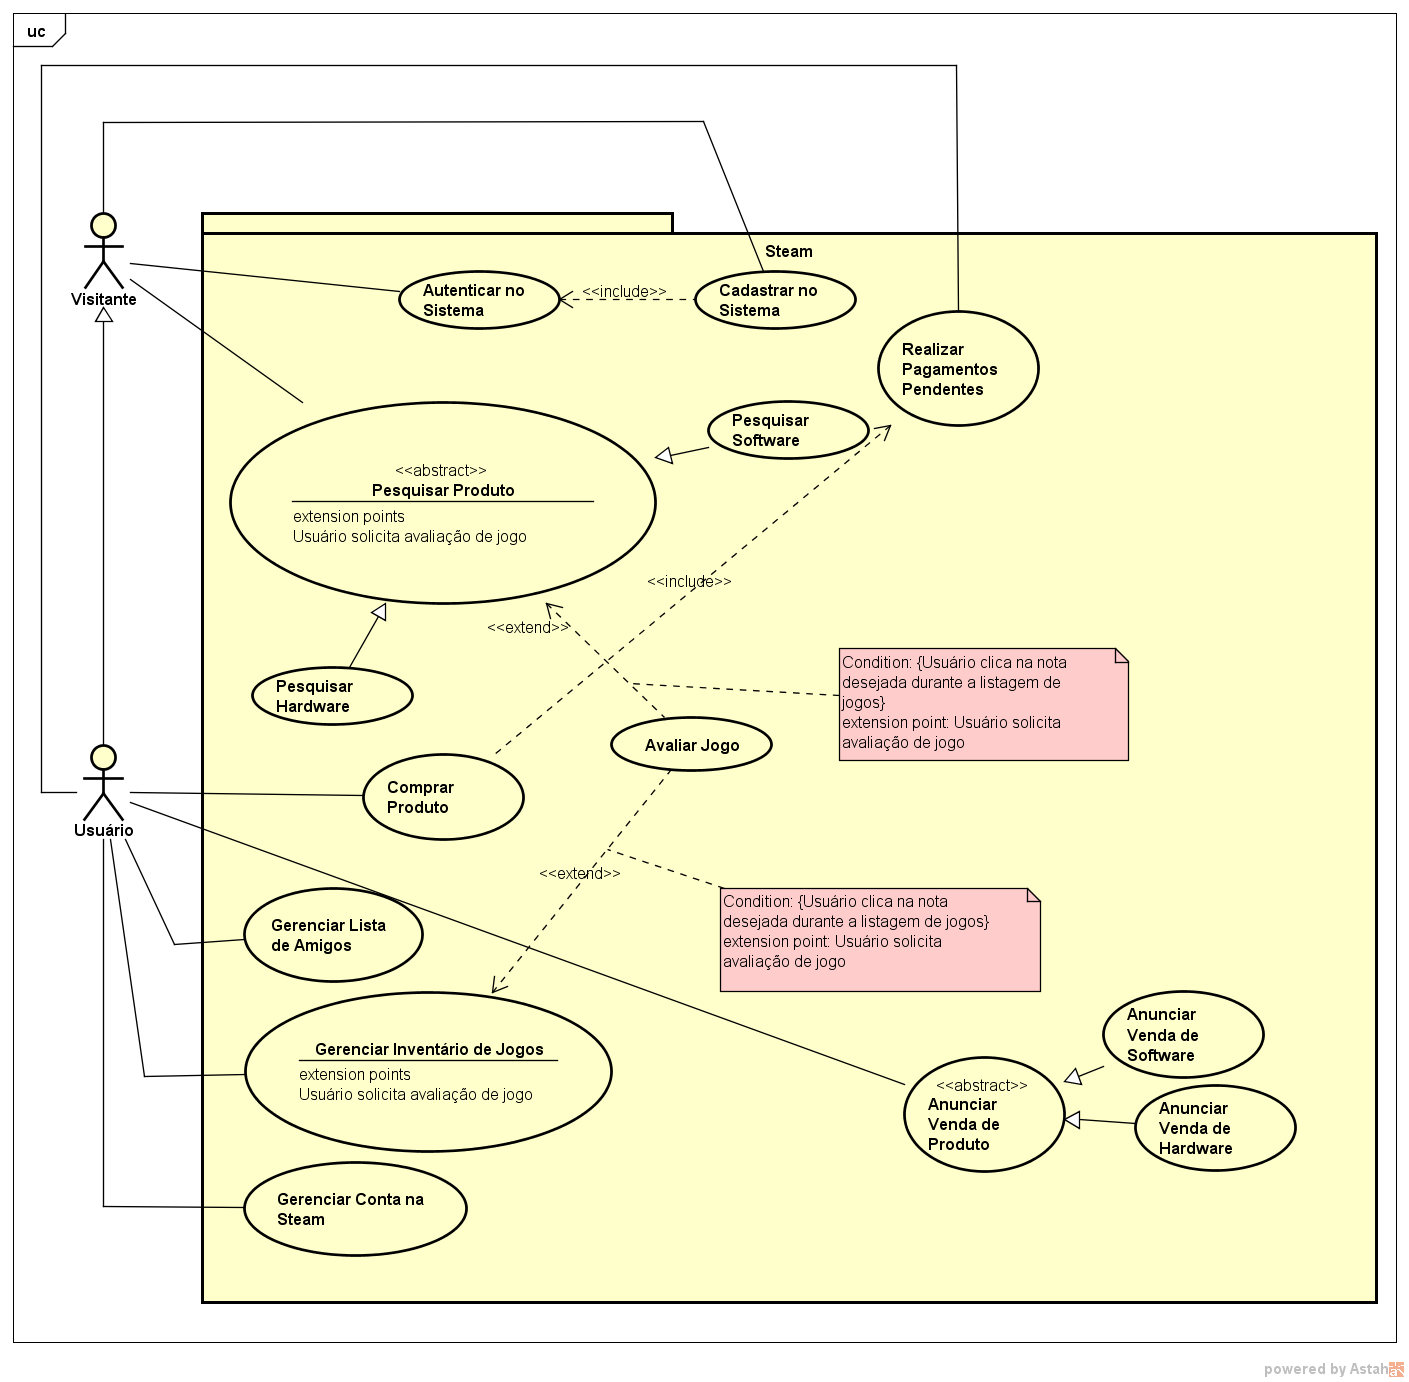 uc
Steam
Visitante
Autenticar no
Sistema
<<include>>
Cadastrar no
Sistema
Realizar
Pagamentos
Pendentes
Pesquisar
Software
<<abstract>>
Pesquisar Produto
extension points
Usuário solicita avaliação de jogo
<<include>>
<<extend>>
Pesquisar
Hardware
Condition: {Usuário clica na nota
desejada durante a listagem de
jogos}
extension point: Usuário solicita
avaliação de jogo
Avaliar Jogo
Comprar
Produto
Usuário
<<extend>>
Condition: {Usuário clica na nota
desejada durante a listagem de jogos}
extension point: Usuário solicita
avaliação de jogo
Gerenciar Lista
de Amigos
Gerenciar Inventário de Jogos
extension points
Usuário solicita avaliação de jogo
Anunciar
Venda de
Software
<<abstract>>
Anunciar
Venda de
Produto
Anunciar
Venda de
Hardware
Gerenciar Conta na
Steam
powered by Astah